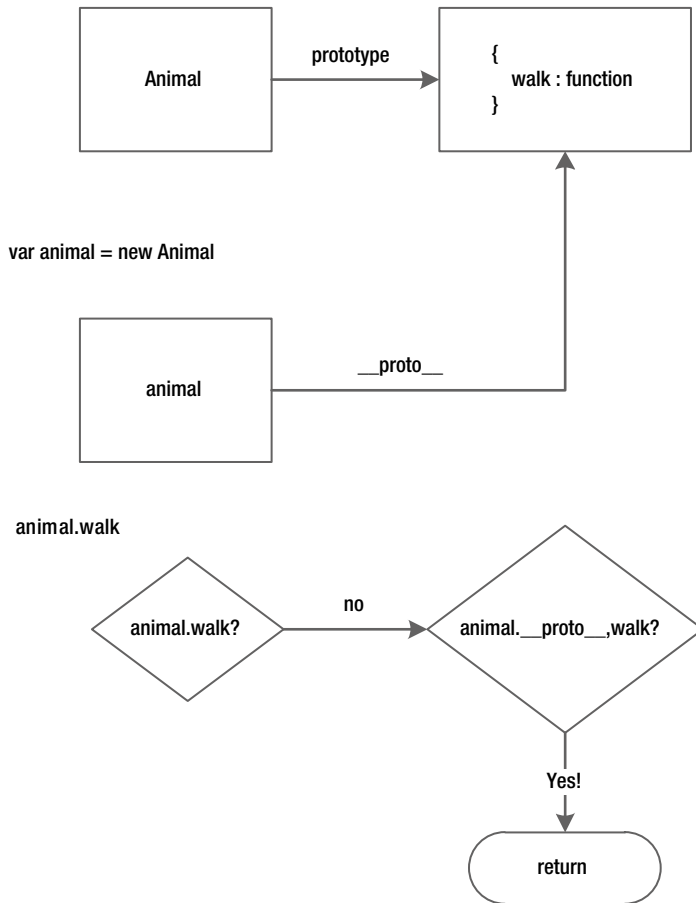 Animal
prototype
{
walk : function
}
var animal = new Animal
animal
__proto__
animal.walk
animal.walk?
no
animal.__proto__,walk?
Yes!
return